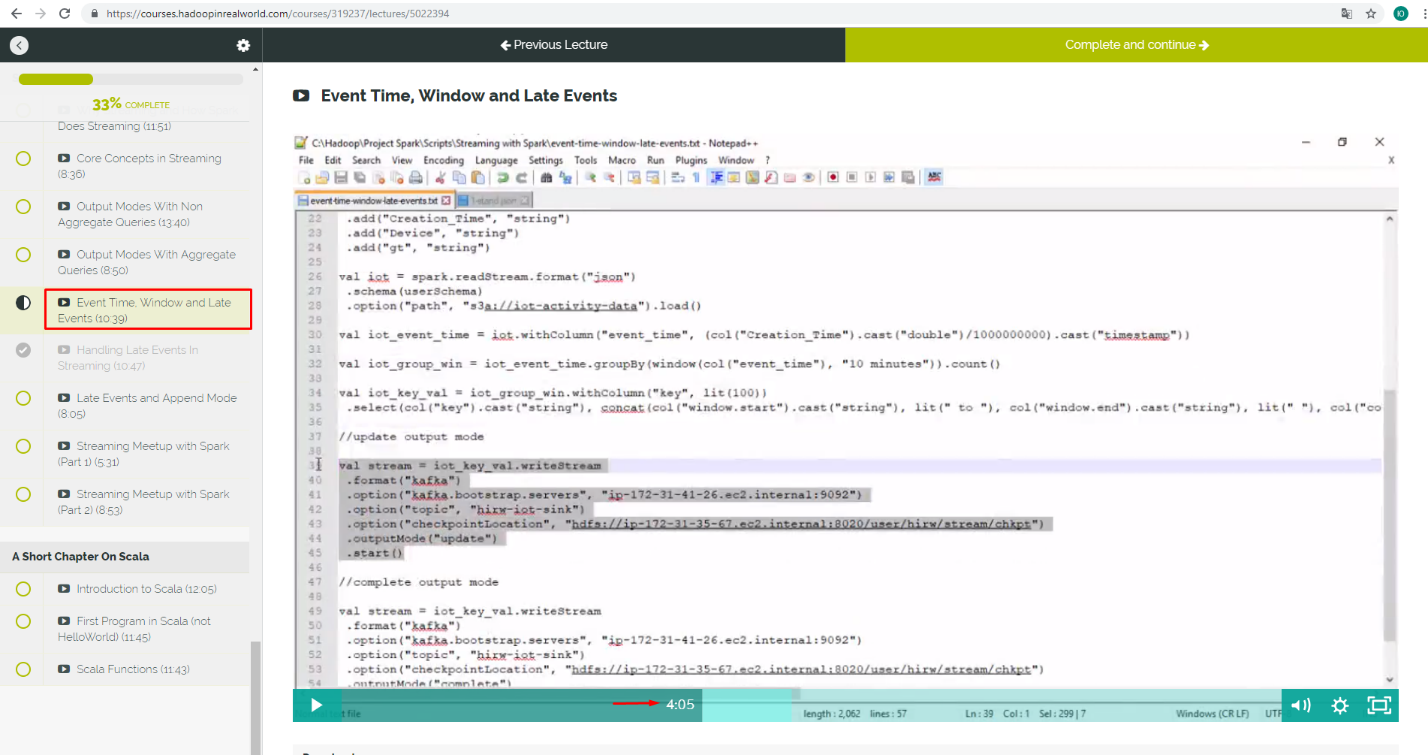 https://courses.hadoopinrealworld.com/courses/319237/lectures/5022394
Previous Lecture
Complete and continue
33% COMPLETE
Does Streaming (11:51)
Core Concepts in Streaming
(8:36)
Output Modes With Non
Aggregate Queries (13:40)
Output Modes With Aggregate
Queries (8:50)
Event Time, Window and Late
Events (10:39)
Handling Late Events In
Streaming (10:47)
Late Events and Append Mode
(8:05)
Streaming Meetup with Spark
(Part 1) (5:31)
Streaming Meetup with Spark
(Part 2) (8:53)
A Short Chapter On Scala
Introduction to Scala (12:05)
First Program in Scala (not
HelloWorld) (11:45)
Scala Functions (11:43)
Event Time, Window and Late Events
C:\Hadoop\Project Spark\Scripts\Streaming with Spark\event-time-window-late-events.txt - Notepad++
File Edit Search View Encoding Language Settings Tools Macro Run Plugins Window ?
X
event-time-window-late-events.txt
22 .add("Creation_Time", "string")
23 .add("Device", "string")
24 .add("gt", "string")
25
26 val iot = spark.readStream.format("json")
27 .schema(userSchema)
28 .option("path", "s3a://iot-activity-data").load()
29
30 val iot_event_time = iot.withColumn("event_time", (col("Creation_Time").cast("double")/1000000000).cast("timestamp"))
31
32 val iot_group_win = iot_event_time.groupBy(window(col("event_time"), "10 minutes")).count()
33
34 val iot_key_val = iot_group_win.withColumn("key", lit(100))
35 .select(col("key").cast("string"), concat(col("window.start").cast("string"), lit(" to "), col("window.end").cast("string"), lit(" "), col("co
36
37 //update output mode
38
39 val stream = iot_key_val.writeStream
40 .format("kafka")
41 .option("kafka.bootstrap.servers", "ip-172-31-41-26.ec2.internal:9092")
42 .option("topic", "hirw-iot-sink")
43 .option("checkpointLocation", "hdfs://ip-172-31-35-67.ec2.internal:8020/user/hirw/stream/chkpt")
44 .outputMode("update")
45 .start()
46
47 //complete output mode
48
49 val stream = iot_key_val.writeStream
50 .format("kafka")
51 .option("kafka.bootstrap.servers", "ip-172-31-41-26.ec2.internal:9092")
52 .option("topic", "hirw-iot-sink")
53 .option("checkpointLocation", "hdfs://ip-172-31-35-67.ec2.internal:8020/user/hirw/stream/chkpt")
54 .outputMode("complete")
4:05
length : 2,062 lines : 57 Ln : 39 Col : 1 Sel : 299 | 7 Windows (CR LF) UTF